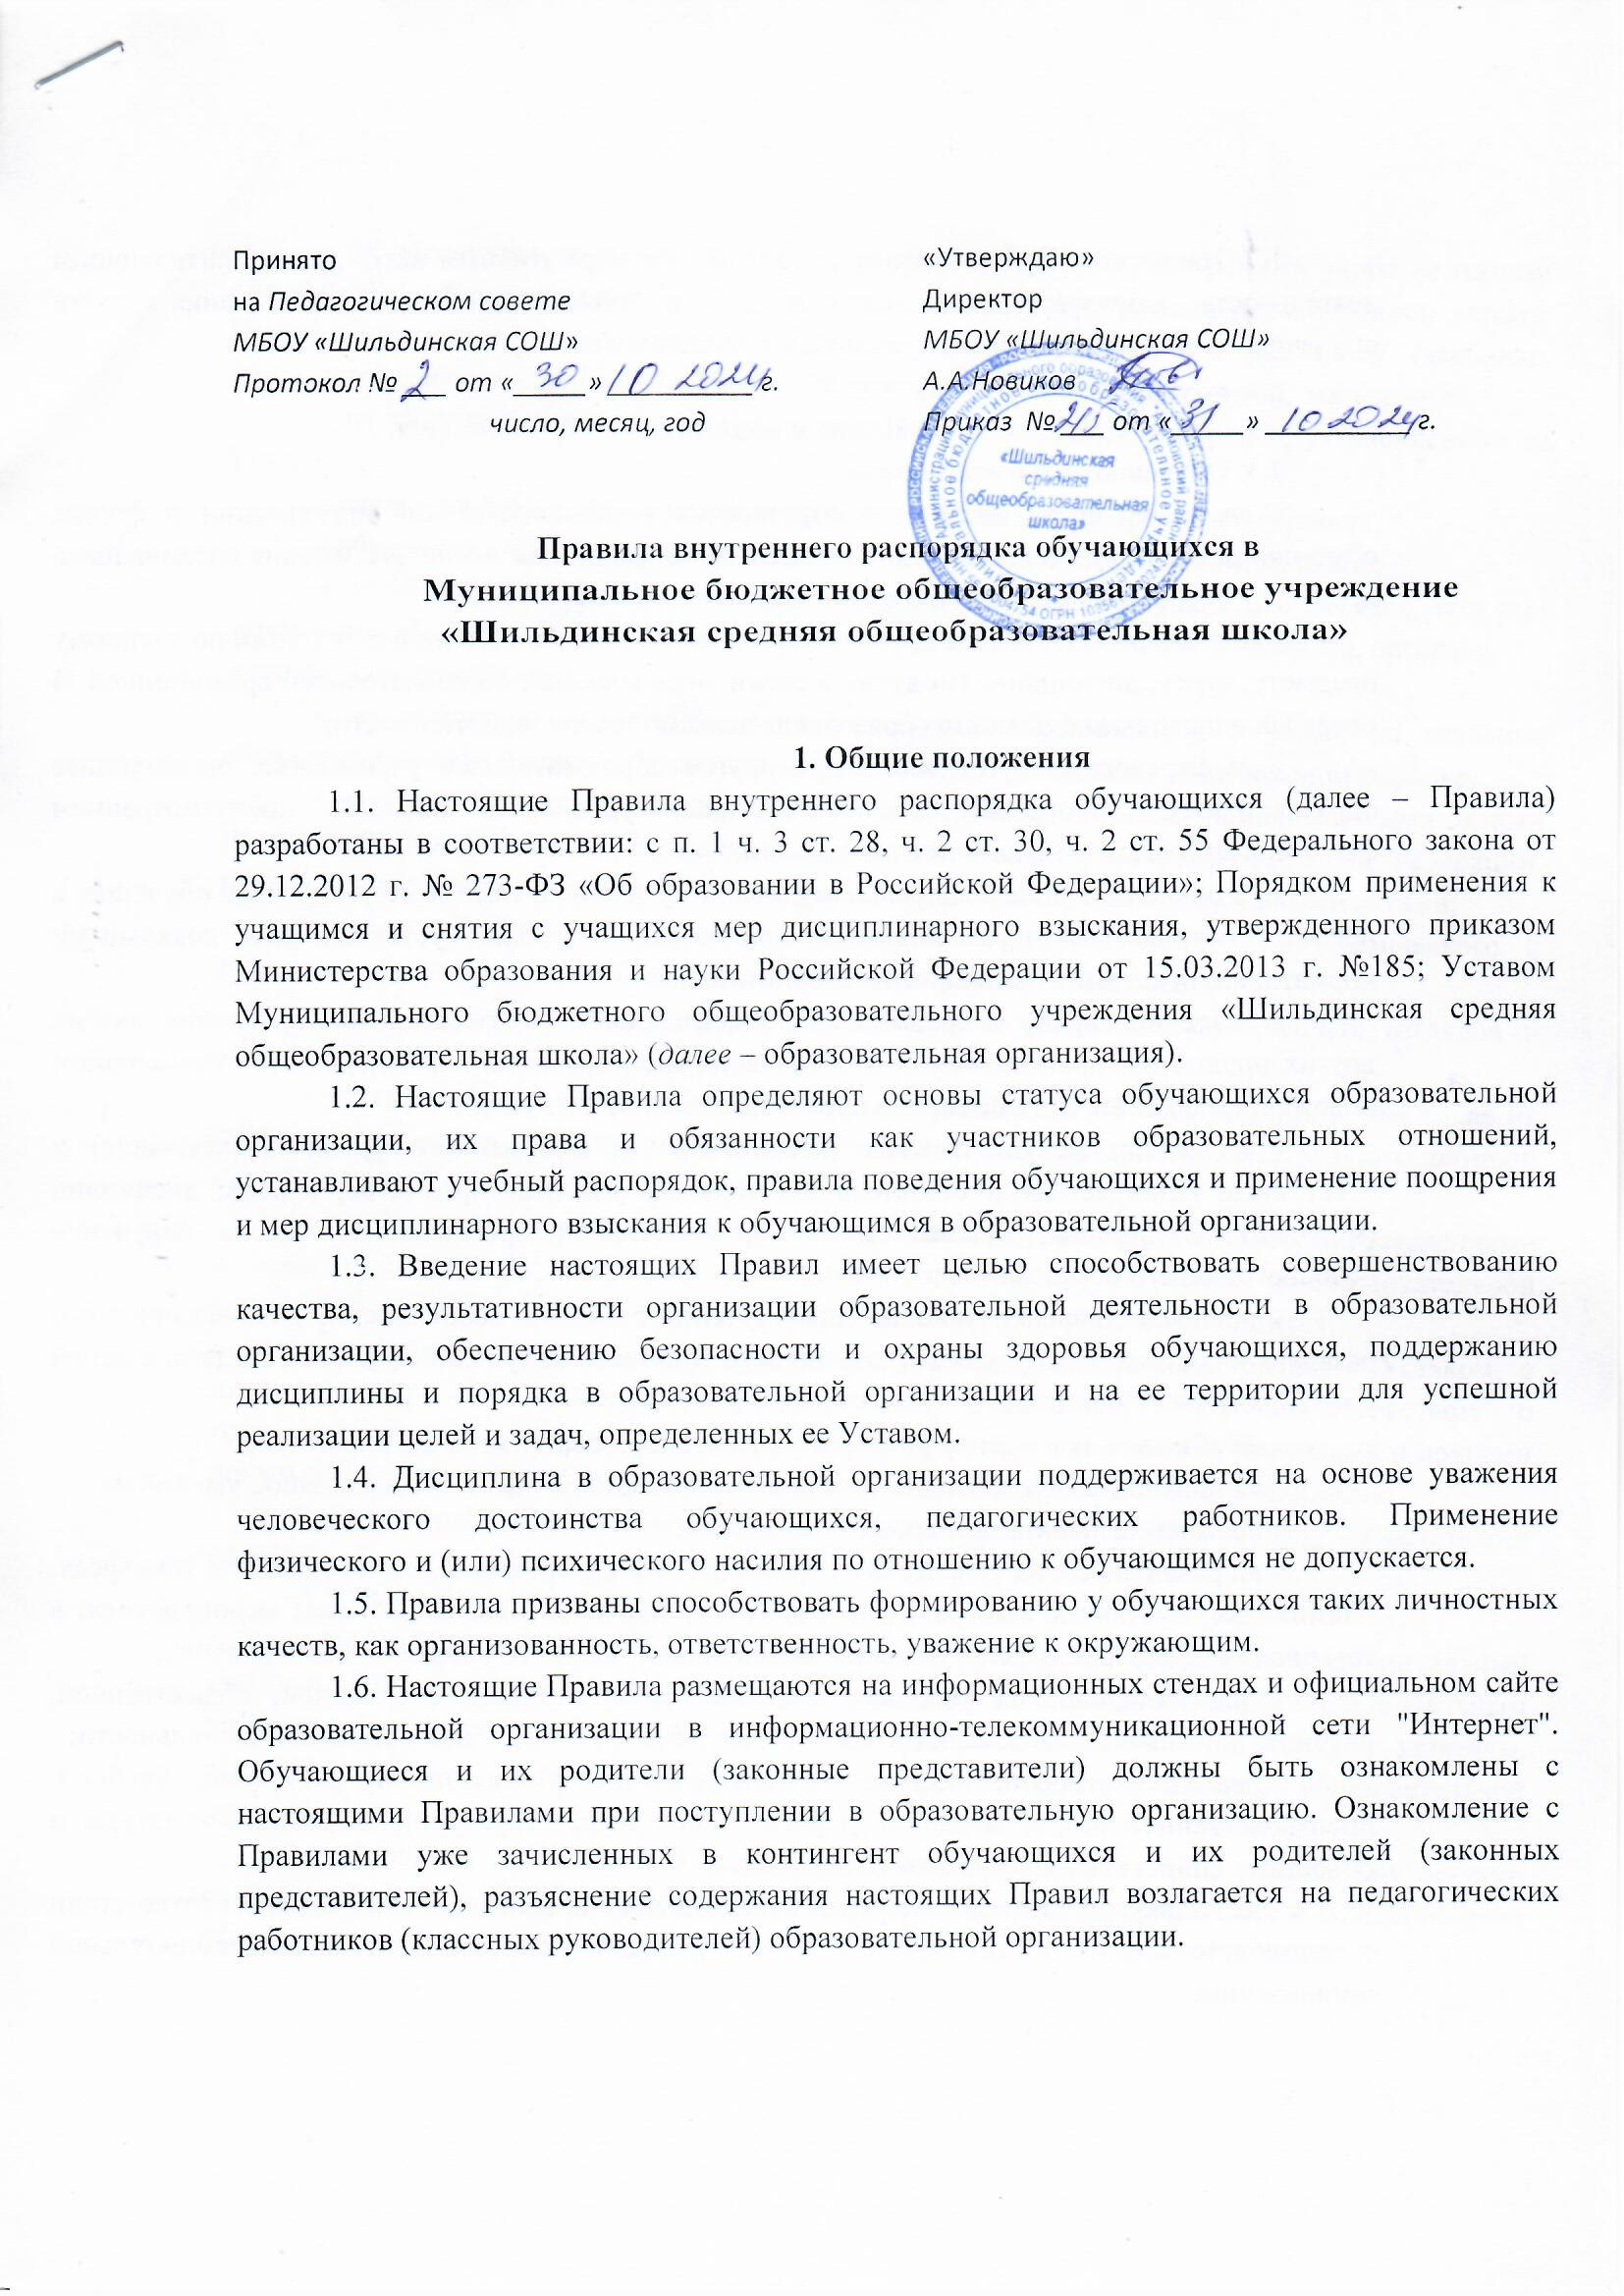 Принято
на Педагогическом совете
МБОУ «Шильдинская СОШ»
Протокол № 2 от « 30 » 10 2024 г.
число, месяц, год
«Утверждаю»
Директор
МБОУ «Шильдинская СОШ»
А.А.Новиков
Приказ № от « 31 » 10 2024 г.
«Шильдинская
средняя
общеобразовательная
школа»
Правила внутреннего распорядка обучающихся в
Муниципальное бюджетное общеобразовательное учреждение
«Шильдинская средняя общеобразовательная школа»
1. Общие положения
1.1. Настоящие Правила внутреннего распорядка обучающихся (далее – Правила)
разработаны в соответствии: с п. 1 ч. 3 ст. 28, ч. 2 ст. 30, ч. 2 ст. 55 Федерального закона от
29.12.2012 г. № 273-ФЗ «Об образовании в Российской Федерации»; Порядком применения к
учащимся и снятия с учащихся мер дисциплинарного взыскания, утвержденного приказом
Министерства образования и науки Российской Федерации от 15.03.2013 г. №185; Уставом
Муниципального бюджетного общеобразовательного учреждения «Шильдинская средняя
общеобразовательная школа» (далее – образовательная организация).
1.2. Настоящие Правила определяют основы статуса обучающихся образовательной
организации, их права и обязанности как участников образовательных отношений,
устанавливают учебный распорядок, правила поведения обучающихся и применение поощрения
и мер дисциплинарного взыскания к обучающимся в образовательной организации.
1.3. Введение настоящих Правил имеет целью способствовать совершенствованию
качества, результативности организации образовательной деятельности в образовательной
организации, обеспечению безопасности и охраны здоровья обучающихся, поддержанию
дисциплины и порядка в образовательной организации и на ее территории для успешной
реализации целей и задач, определенных ее Уставом.
1.4. Дисциплина в образовательной организации поддерживается на основе уважения
человеческого достоинства обучающихся, педагогических работников. Применение
физического и (или) психического насилия по отношению к обучающимся не допускается.
1.5. Правила призваны способствовать формированию у обучающихся таких личностных
качеств, как организованность, ответственность, уважение к окружающим.
1.6. Настоящие Правила размещаются на информационных стендах и официальном сайте
образовательной организации в информационно-телекоммуникационной сети "Интернет".
Обучающиеся и их родители (законные представители) должны быть ознакомлены с
настоящими Правилами при поступлении в образовательную организацию. Ознакомление с
Правилами уже зачисленных в контингент обучающихся и их родителей (законных
представителей), разъяснение содержания настоящих Правил возлагается на педагогических
работников (классных руководителей) образовательной организации.